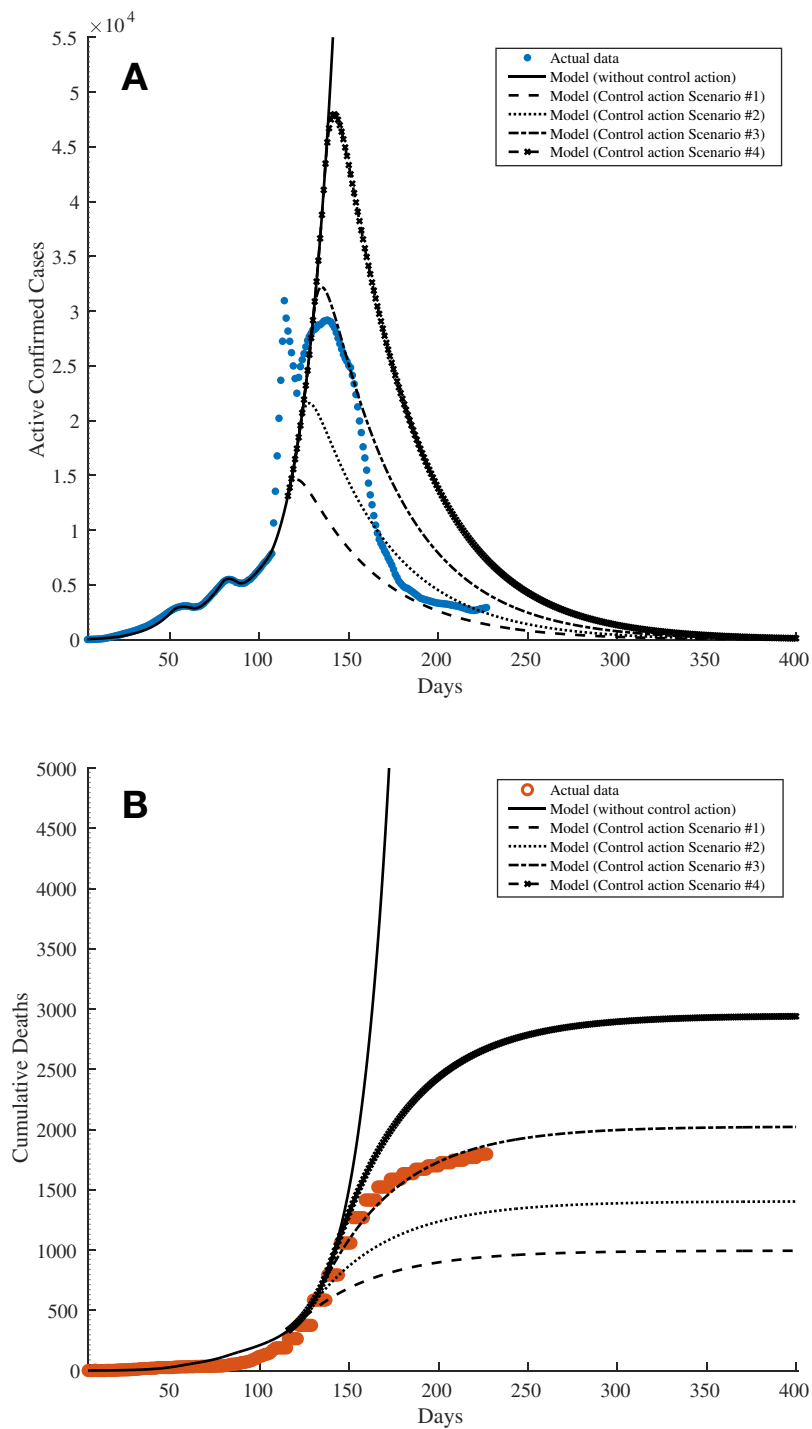 ×10⁴
5.5
5
4.5
4
3.5
3
2.5
2
1.5
1
0.5
0
Active Confirmed Cases
A
Actual data
Model (without control action)
Model (Control action Scenario #1)
Model (Control action Scenario #2)
Model (Control action Scenario #3)
Model (Control action Scenario #4)
50 100 150 200 250 300 350 400
Days
5000
4500
4000
3500
3000
2500
2000
1500
1000
500
0
Cumulative Deaths
B
Actual data
Model (without control action)
Model (Control action Scenario #1)
Model (Control action Scenario #2)
Model (Control action Scenario #3)
Model (Control action Scenario #4)
50 100 150 200 250 300 350 400
Days